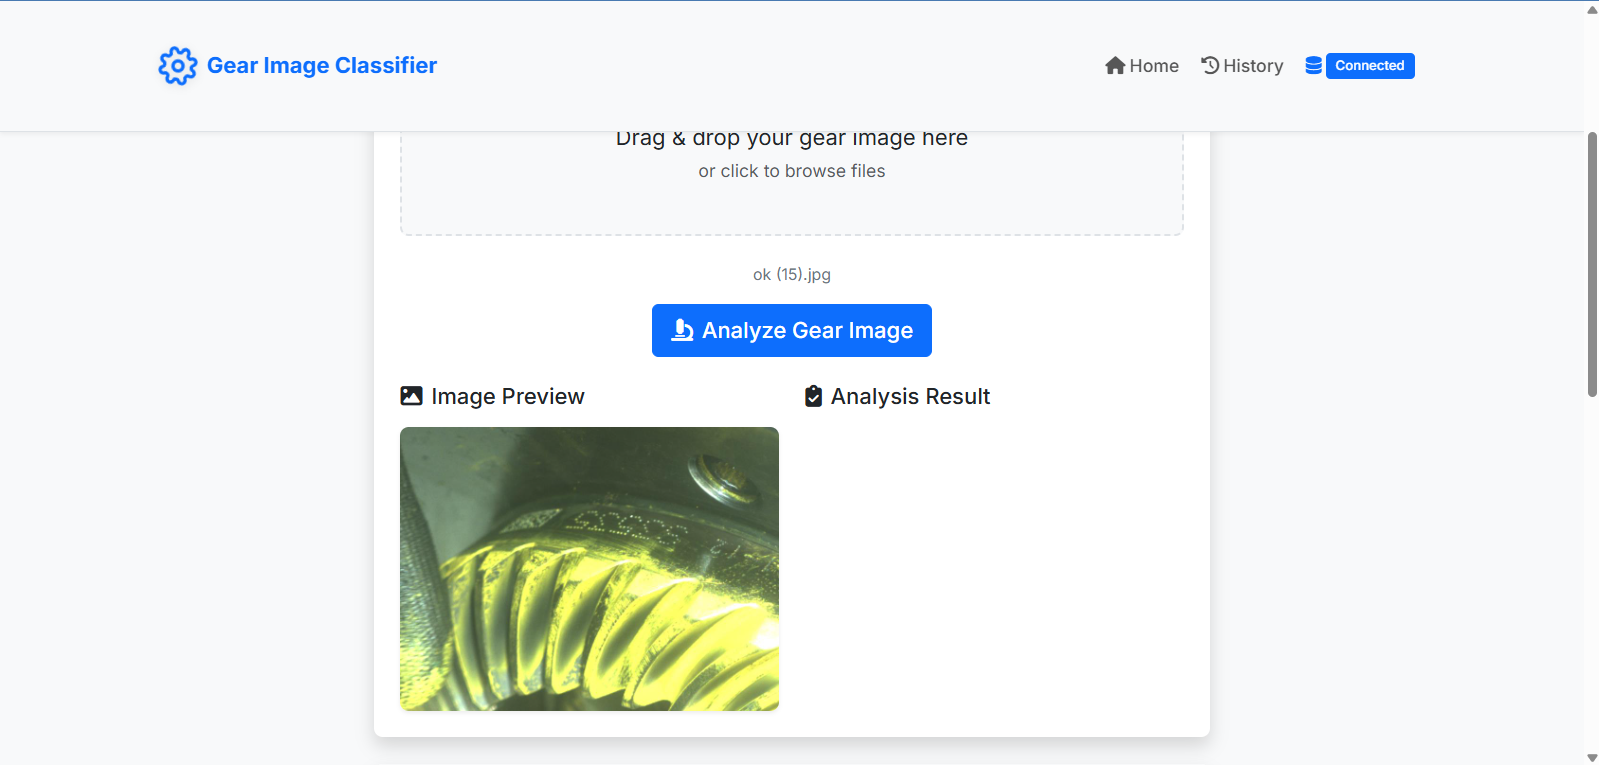 Gear Image Classifier
Home
History
Connected
Drag & drop your gear image here
or click to browse files
ok (15).jpg
Analyze Gear Image
Image Preview
Analysis Result